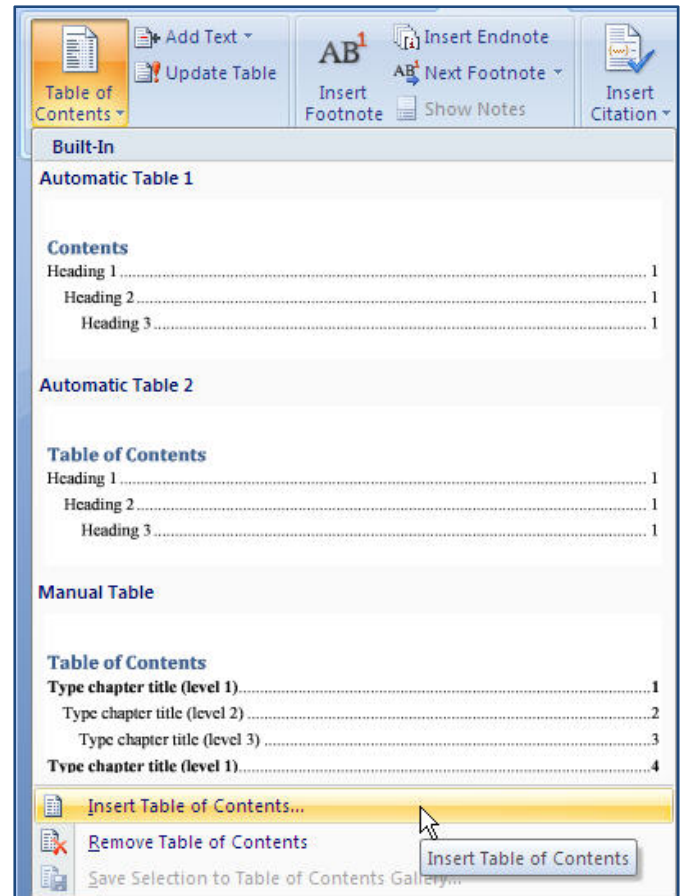 Add Text
Update Table
Table of
Contents
AB1
Insert
Footnote
Insert Endnote
AB1 Next Footnote
Show Notes
Insert
Citation
Built-In
Automatic Table 1
Contents
Heading 1 1
Heading 2 1
Heading 3 1
Automatic Table 2
Table of Contents
Heading 1 1
Heading 2 1
Heading 3 1
Manual Table
Table of Contents
Type chapter title (level 1) 1
Type chapter title (level 2) 2
Type chapter title (level 3) 3
Type chapter title (level 1) 4
Insert Table of Contents...
Remove Table of Contents
Insert Table of Contents
Save Selection to Table of Contents Gallery...